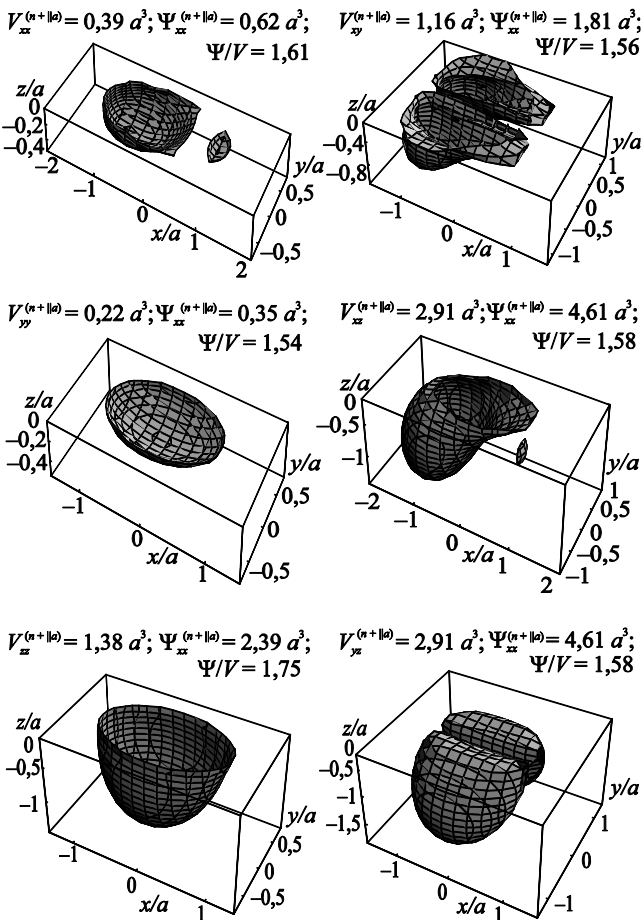 V_xx^(n+||a) = 0,39 a³; Ψ_xx^(n+||a) = 0,62 a³;
Ψ/V = 1,61
z/a
0
–0,2
–0,4
–2
–1
0
x/a
1
2
y/a
0,5
0
–0,5
V_xy^(n+||a) = 1,16 a³; Ψ_xx^(n+||a) = 1,81 a³;
Ψ/V = 1,56
z/a
0
–0,4
–0,8
–1
0
x/a
1
y/a
1
0
–1
V_yy^(n+||a) = 0,22 a³; Ψ_xx^(n+||a) = 0,35 a³;
Ψ/V = 1,54
z/a
0
–0,2
–0,4
–1
0
x/a
1
y/a
0,5
0
–0,5
V_xz^(n+||a) = 2,91 a³; Ψ_xx^(n+||a) = 4,61 a³;
Ψ/V = 1,58
z/a
0
–0,5
–1
–2
–1
0
x/a
1
2
y/a
1
0,5
0
–0,5
–1
V_zz^(n+||a) = 1,38 a³; Ψ_xx^(n+||a) = 2,39 a³;
Ψ/V = 1,75
z/a
0
–0,5
–1
–1
0
x/a
1
y/a
0,5
0
–0,5
V_yz^(n+||a) = 2,91 a³; Ψ_xx^(n+||a) = 4,61 a³;
Ψ/V = 1,58
z/a
0
–0,5
–1
–1,5
–1
0
x/a
1
y/a
1
0
–1